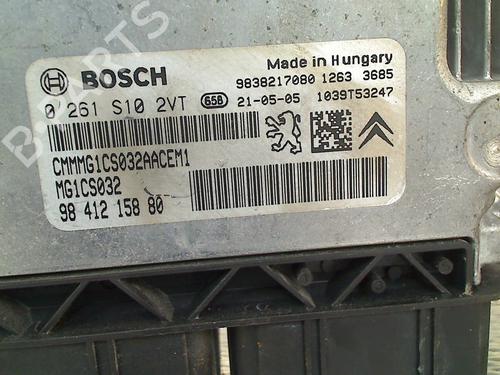 BOSCH
Made in Hungary
9838217080 1263 3685
0 261 S10 2VT 658 21-05-05 1039T53247
CMMMG1CS032AACEM1
MG1CS032
98 412 158 80